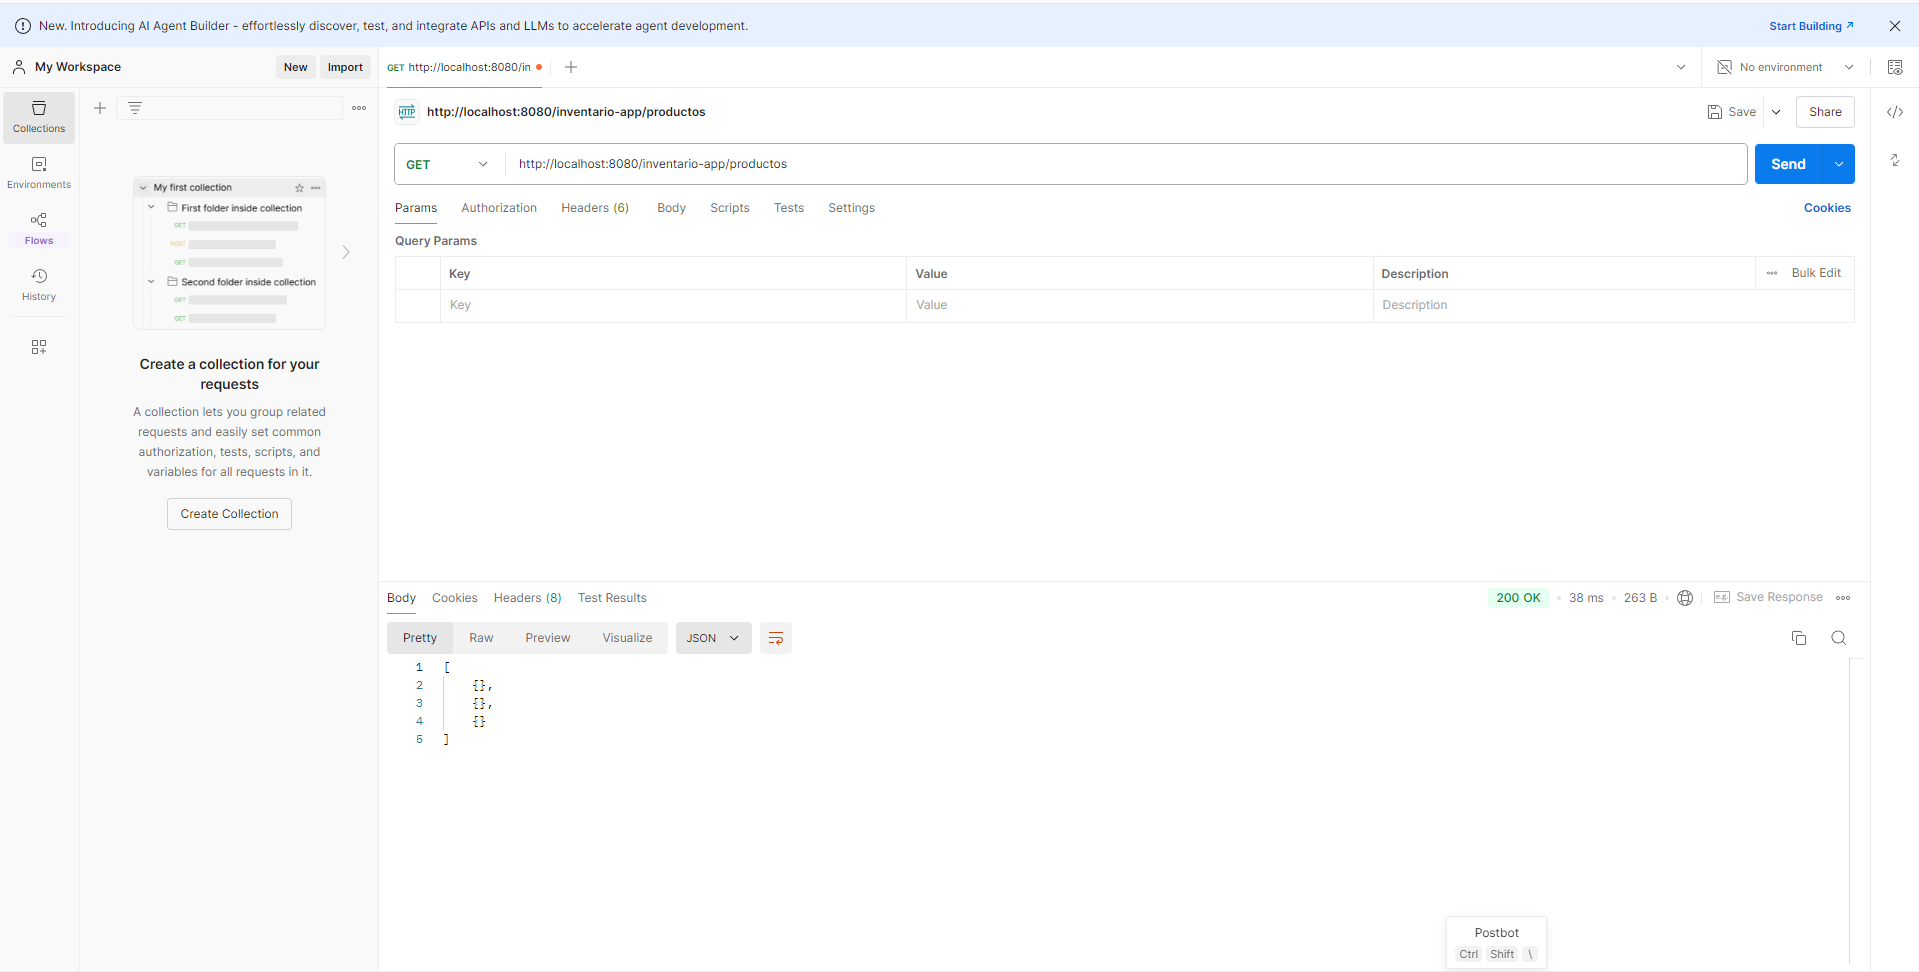 New. Introducing AI Agent Builder - effortlessly discover, test, and integrate APIs and LLMs to accelerate agent development.
Start Building
My Workspace
New
Import
GET http://localhost:8080/in
No environment
Collections
Environments
Flows
History
My first collection
First folder inside collection
GET
POST
GET
Second folder inside collection
GET
GET
Create a collection for your
requests
A collection lets you group related
requests and easily set common
authorization, tests, scripts, and
variables for all requests in it.
Create Collection
HTTP http://localhost:8080/inventario-app/productos
Save
Share
</>
GET http://localhost:8080/inventario-app/productos
Send
Params Authorization Headers (6) Body Scripts Tests Settings
Cookies
Query Params
Key Value Description Bulk Edit
Key Value Description
Body Cookies Headers (8) Test Results
200 OK 38 ms 263 B e.g. Save Response
Pretty Raw Preview Visualize JSON
1 [
2 {},
3 {},
4 {}
5 ]
Postbot
Ctrl Shift \